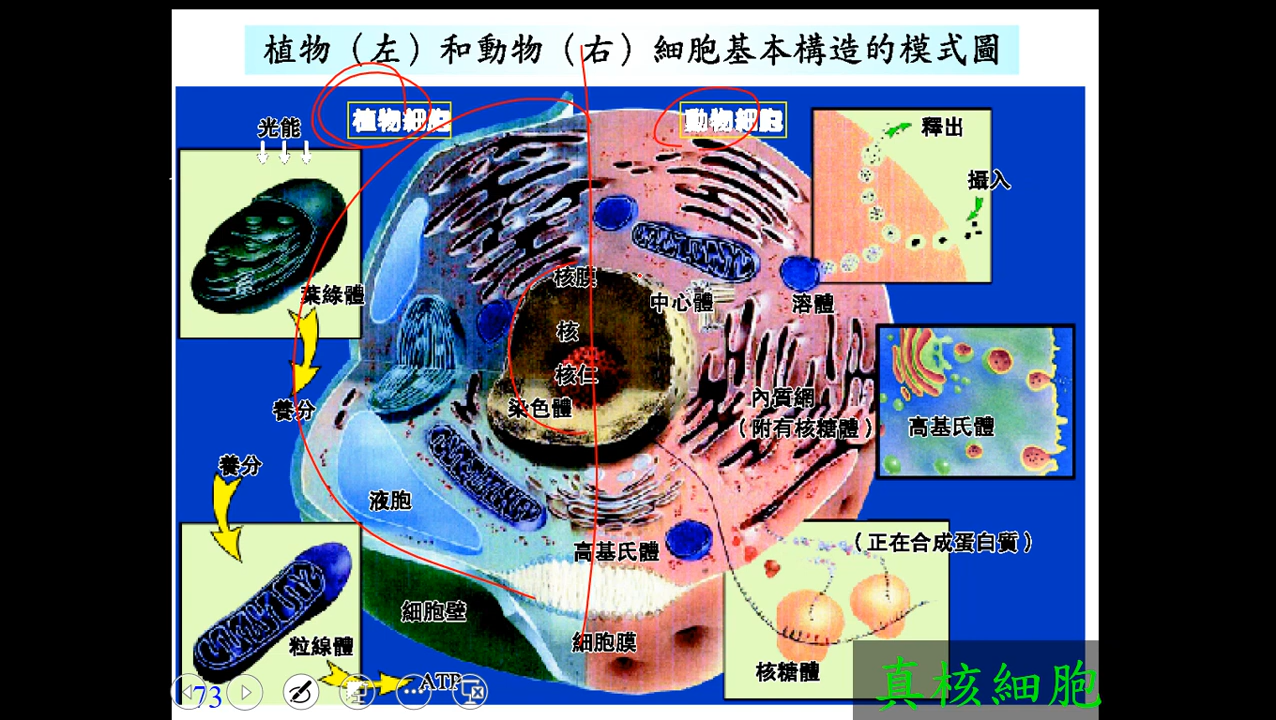 植物（左）和動物（右）細胞基本構造的模式圖
植物細胞
動物細胞
光能
釋出
攝入
葉綠體
核膜
中心體
溶體
核
核仁
染色體
內質網
（附有核糖體）
高基氏體
養分
養分
液胞
高基氏體
（正在合成蛋白質）
細胞壁
細胞膜
粒線體
ATP
核糖體
真核細胞
73